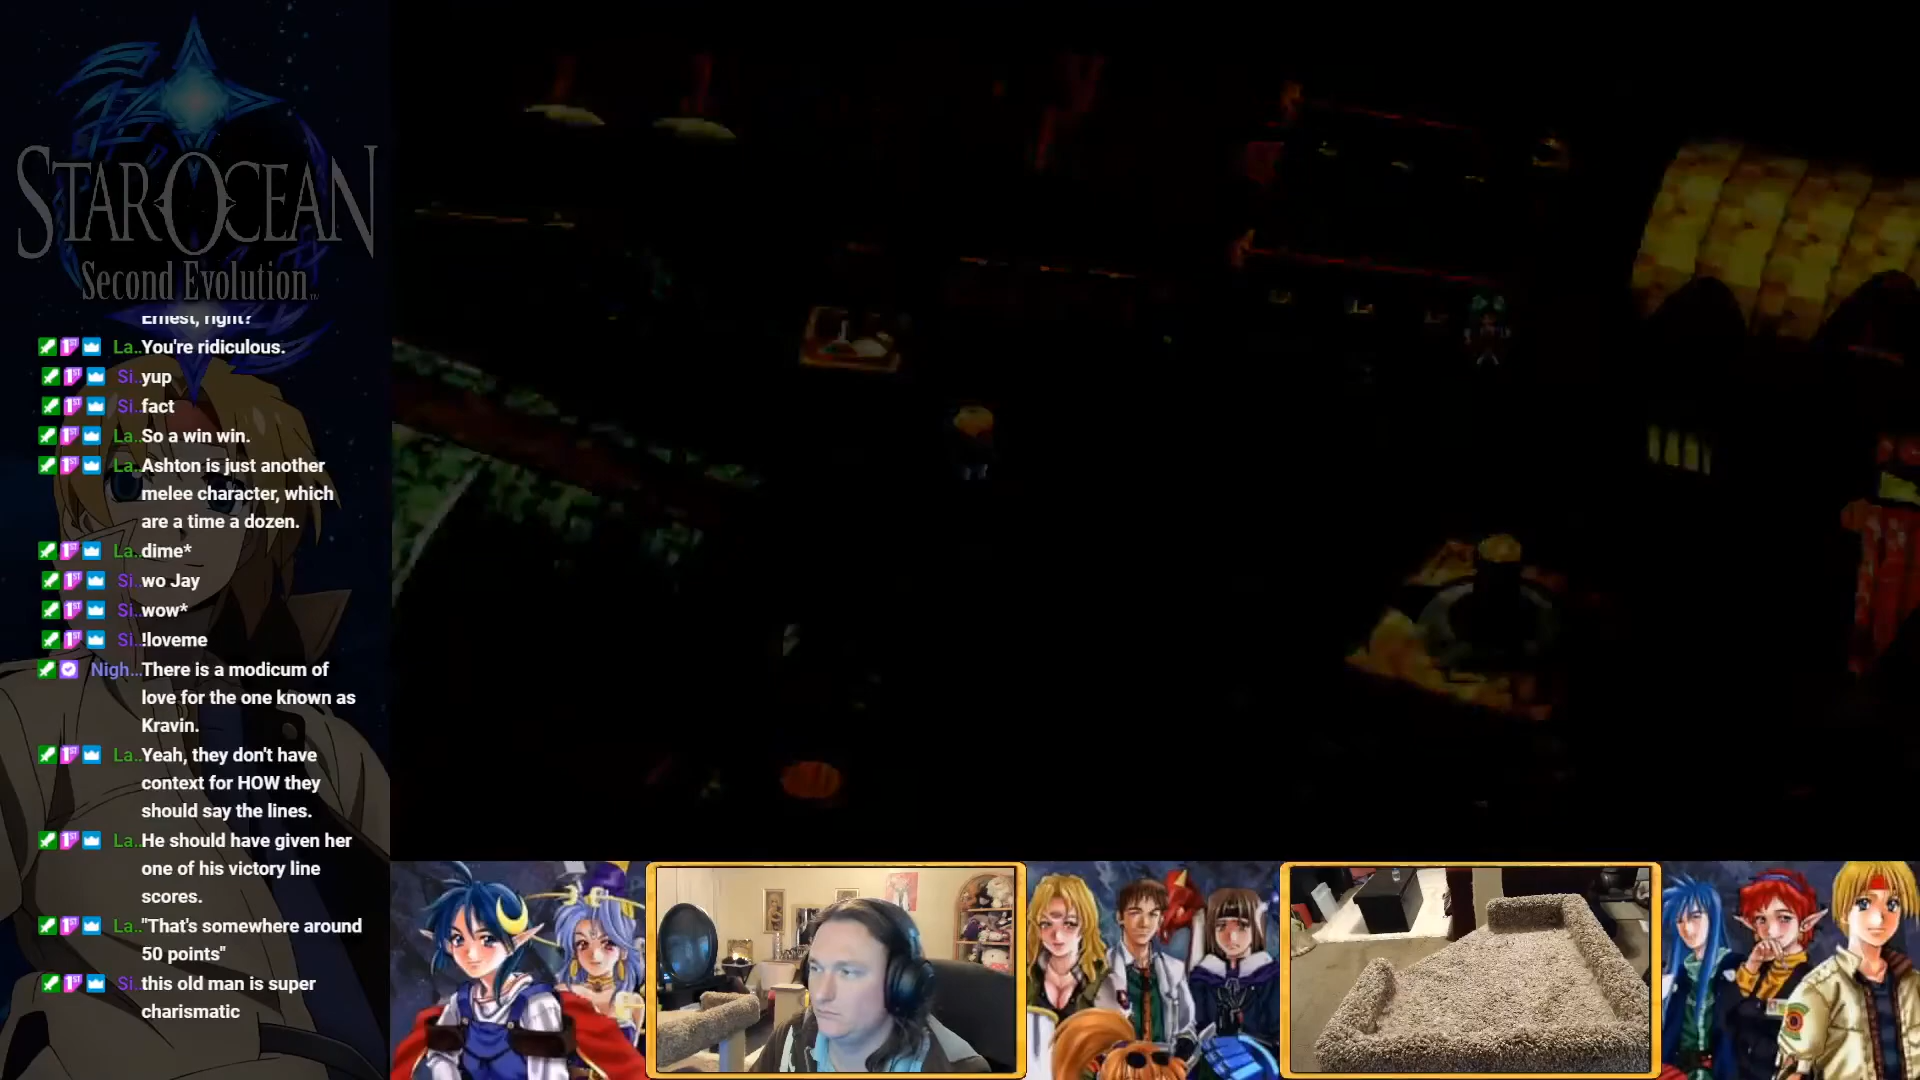 STAR OCEAN
Second Evolution
Ernest, right?
La..You're ridiculous.
Si..yup
Si..fact
La..So a win win.
La..Ashton is just another
melee character, which
are a time a dozen.
La..dime*
Si..wo Jay
Si..wow*
Si..!loveme
Nigh...There is a modicum of
love for the one known as
Kravin.
La..Yeah, they don't have
context for HOW they
should say the lines.
La..He should have given her
one of his victory line
scores.
La.."That's somewhere around
50 points"
Si..this old man is super
charismatic